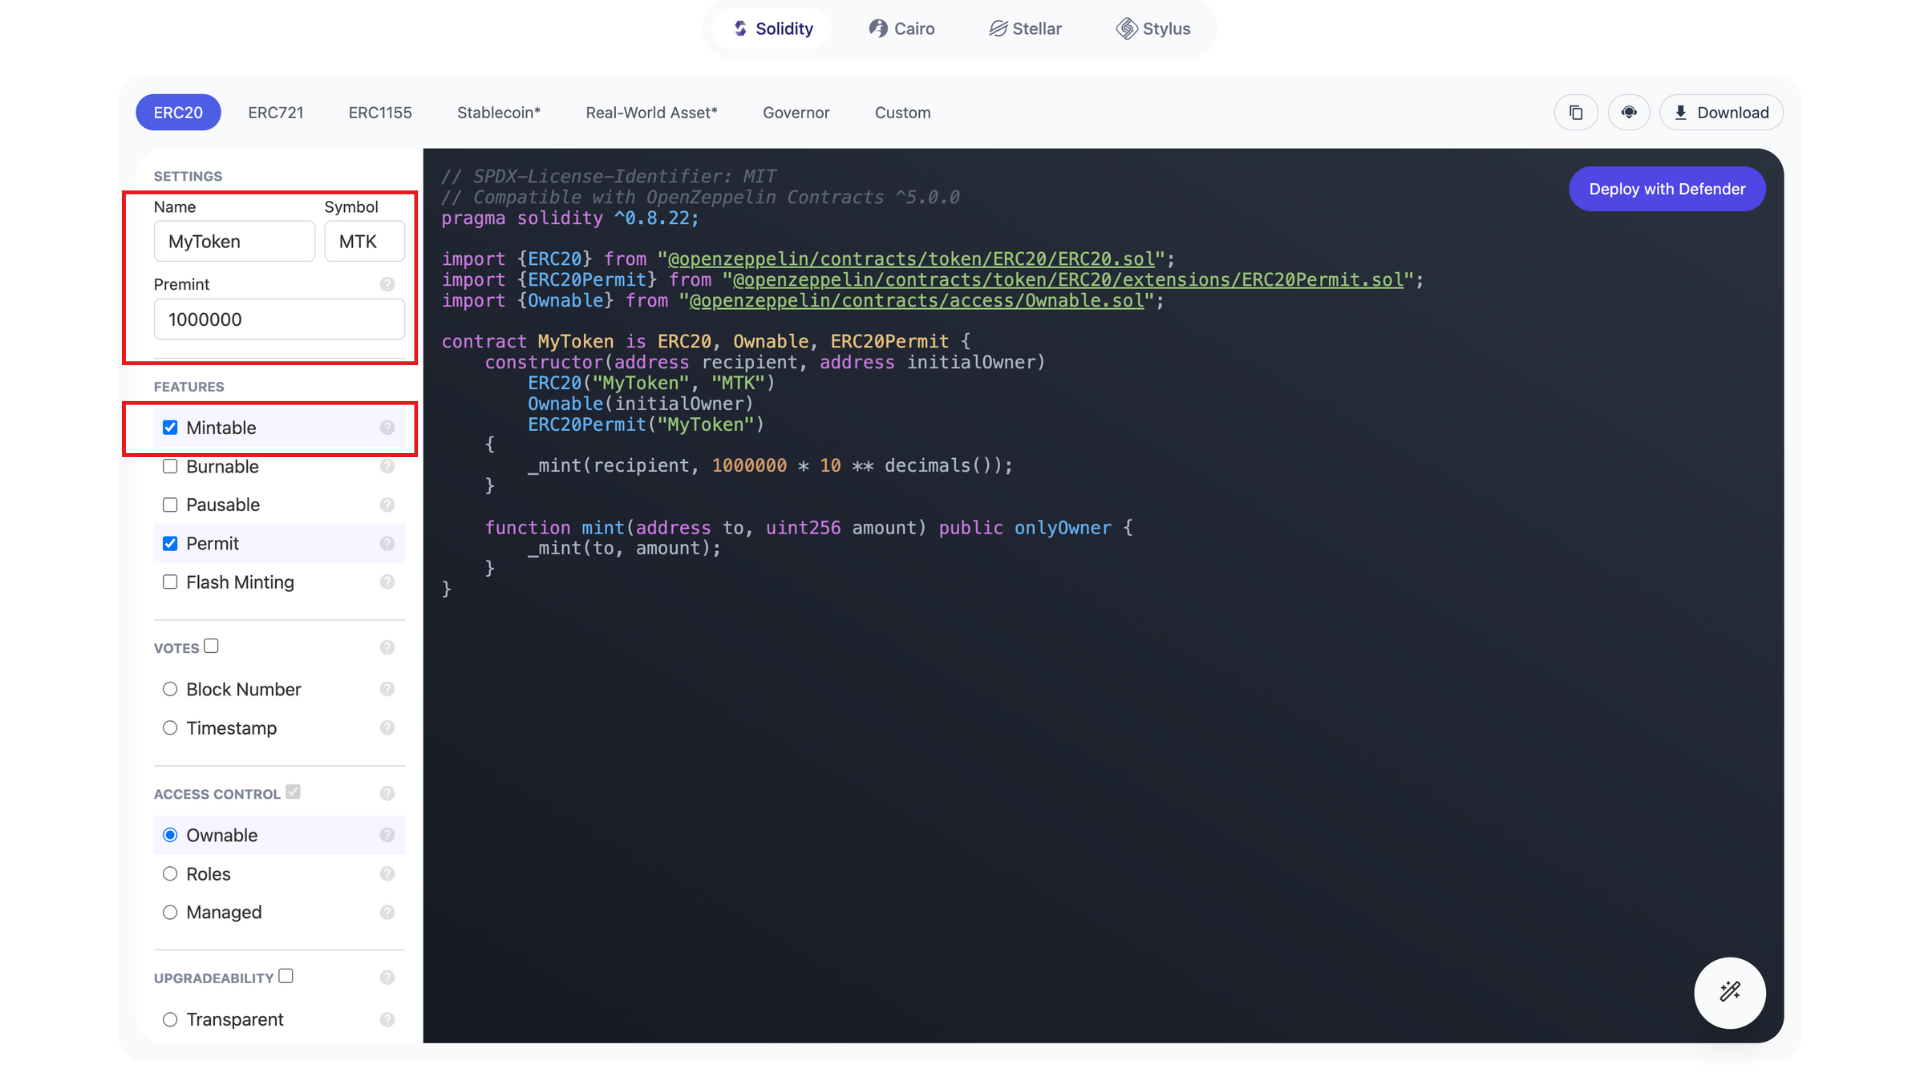 Solidity
Cairo
Stellar
Stylus
ERC20
ERC721
ERC1155
Stablecoin*
Real-World Asset*
Governor
Custom
Download
SETTINGS
Name
Symbol
MyToken
MTK
Premint
?
1000000
FEATURES
Mintable ?
Burnable ?
Pausable ?
Permit ?
Flash Minting ?
VOTES ?
Block Number ?
Timestamp ?
ACCESS CONTROL ?
Ownable ?
Roles ?
Managed ?
UPGRADEABILITY ?
Transparent ?
// SPDX-License-Identifier: MIT
// Compatible with OpenZeppelin Contracts ^5.0.0
pragma solidity ^0.8.22;
import {ERC20} from "@openzeppelin/contracts/token/ERC20/ERC20.sol";
import {ERC20Permit} from "@openzeppelin/contracts/token/ERC20/extensions/ERC20Permit.sol";
import {Ownable} from "@openzeppelin/contracts/access/Ownable.sol";
contract MyToken is ERC20, Ownable, ERC20Permit {
constructor(address recipient, address initialOwner)
ERC20("MyToken", "MTK")
Ownable(initialOwner)
ERC20Permit("MyToken")
{
_mint(recipient, 1000000 * 10 ** decimals());
}
function mint(address to, uint256 amount) public onlyOwner {
_mint(to, amount);
}
}
Deploy with Defender